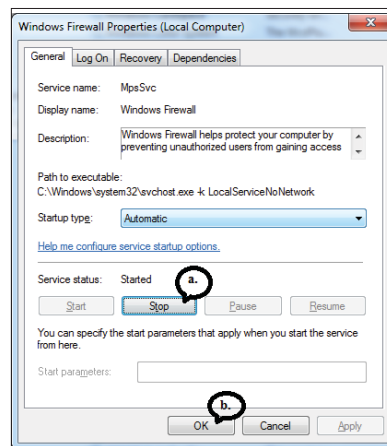 Windows Firewall Properties (Local Computer)
General Log On Recovery Dependencies
Service name: MpsSvc
Display name: Windows Firewall
Description: Windows Firewall helps protect your computer by
preventing unauthorized users from gaining access
Path to executable:
C:\Windows\system32\svchost.exe -k LocalServiceNoNetwork
Startup type: Automatic
Help me configure service startup options.
Service status: Started a.
Start Stop Pause Resume
You can specify the start parameters that apply when you start the service
from here.
Start parameters:
b.
OK Cancel Apply